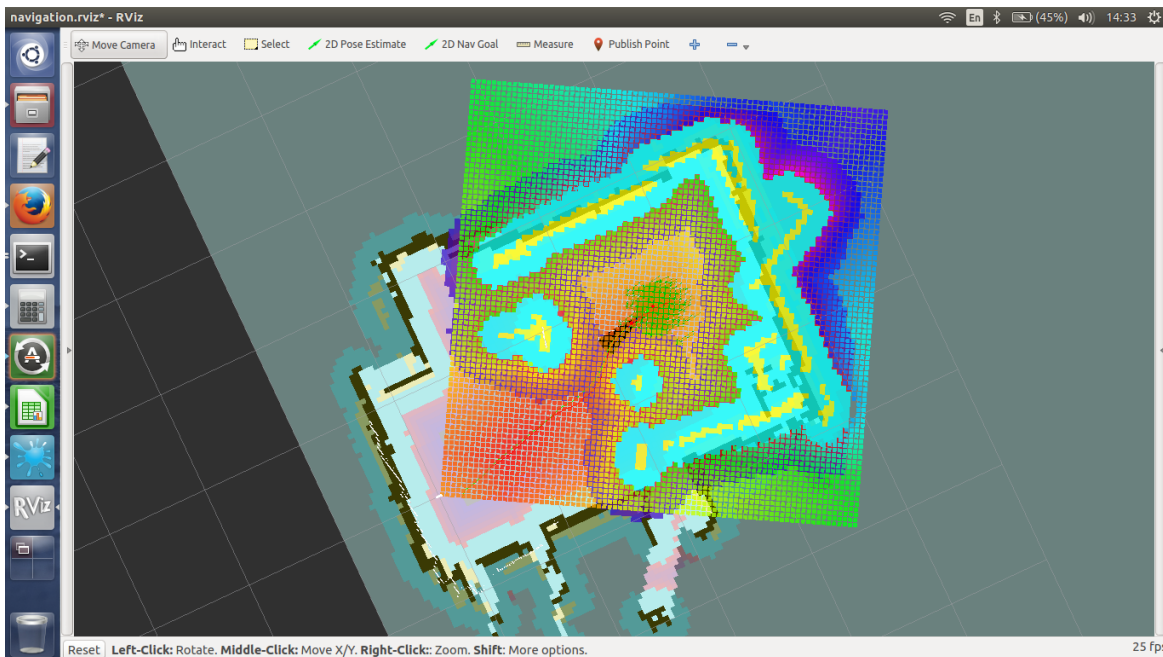 navigation.rviz* - RViz
En
(45%)
14:33
Move Camera
Interact
Select
2D Pose Estimate
2D Nav Goal
Measure
Publish Point
>_
A
RViz
Reset
Left-Click: Rotate. Middle-Click: Move X/Y. Right-Click:: Zoom. Shift: More options.
25 fps